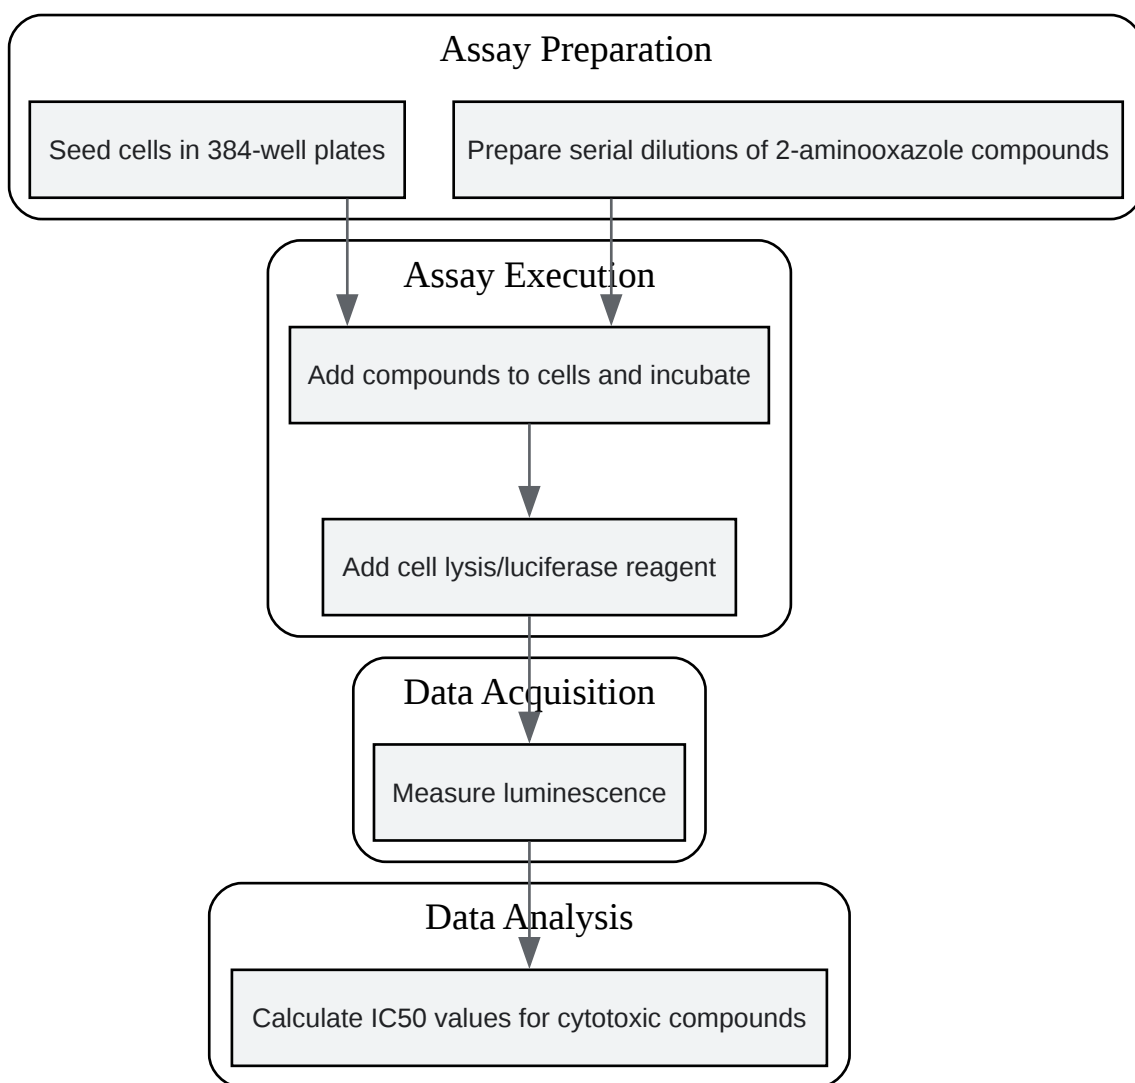 Assay Preparation
Seed cells in 384-well plates
Prepare serial dilutions of 2-aminooxazole compounds
Assay Execution
Add compounds to cells and incubate
Add cell lysis/luciferase reagent
Data Acquisition
Measure luminescence
Data Analysis
Calculate IC50 values for cytotoxic compounds